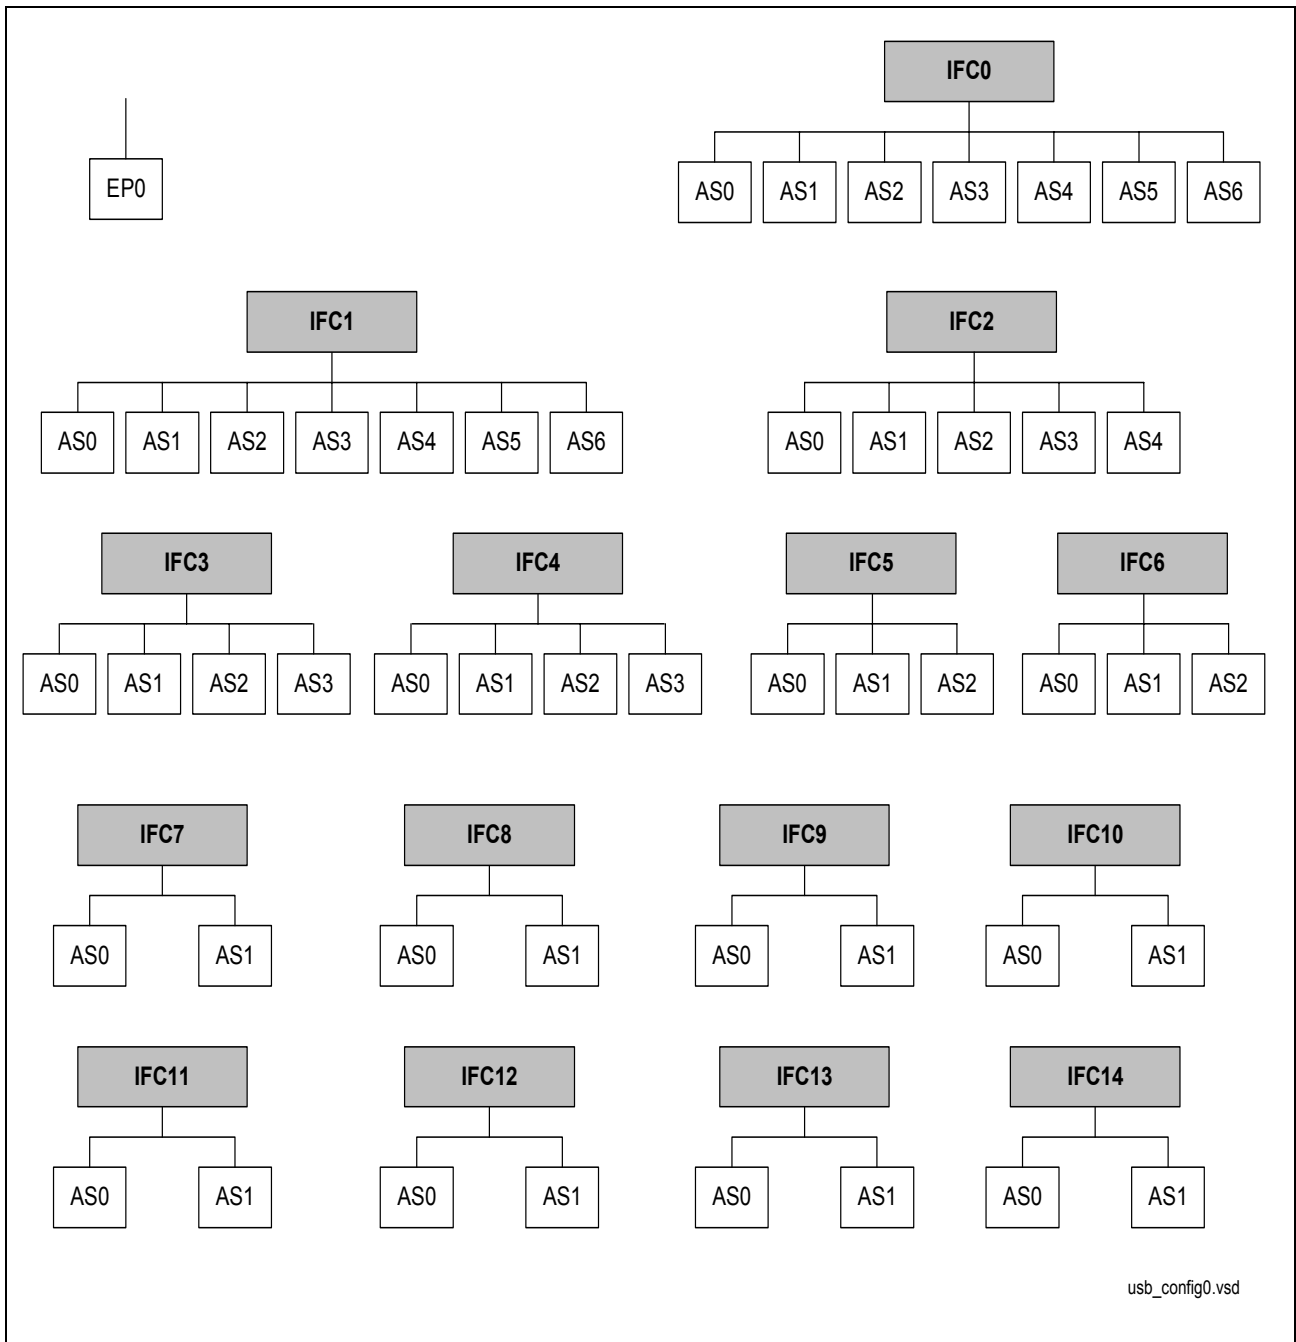 IFC0
EP0
AS0 AS1 AS2 AS3 AS4 AS5 AS6
IFC1 IFC2
AS0 AS1 AS2 AS3 AS4 AS5 AS6 AS0 AS1 AS2 AS3 AS4
IFC3 IFC4 IFC5 IFC6
AS0 AS1 AS2 AS3 AS0 AS1 AS2 AS3 AS0 AS1 AS2 AS0 AS1 AS2
IFC7 IFC8 IFC9 IFC10
AS0 AS1 AS0 AS1 AS0 AS1 AS0 AS1
IFC11 IFC12 IFC13 IFC14
AS0 AS1 AS0 AS1 AS0 AS1 AS0 AS1
usb_config0.vsd